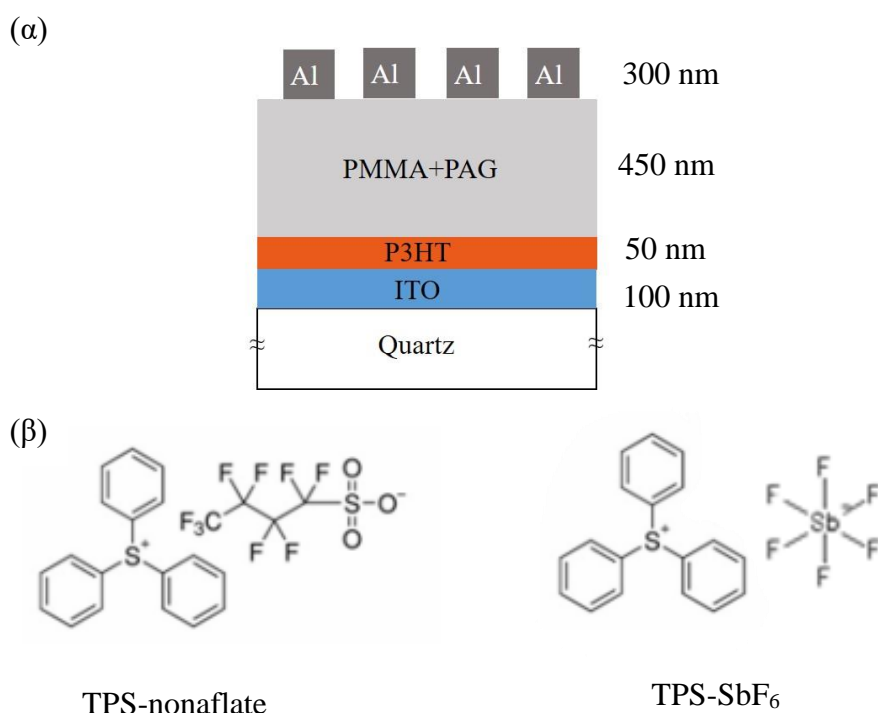 (α)
Al Al Al Al 300 nm
PMMA+PAG 450 nm
P3HT 50 nm
ITO 100 nm
≈ Quartz ≈
(β)
F F F F O
F₃C S O⁻
F F O
S⁺
F
F F
Sb
F F
S⁺ F
TPS-nonaflate TPS-SbF₆